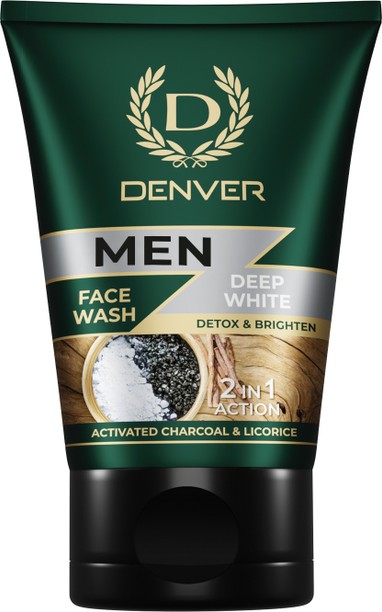 D
DENVER
MEN
FACE
WASH
DEEP
WHITE
DETOX & BRIGHTEN
2 IN 1
ACTION
ACTIVATED CHARCOAL & LICORICE